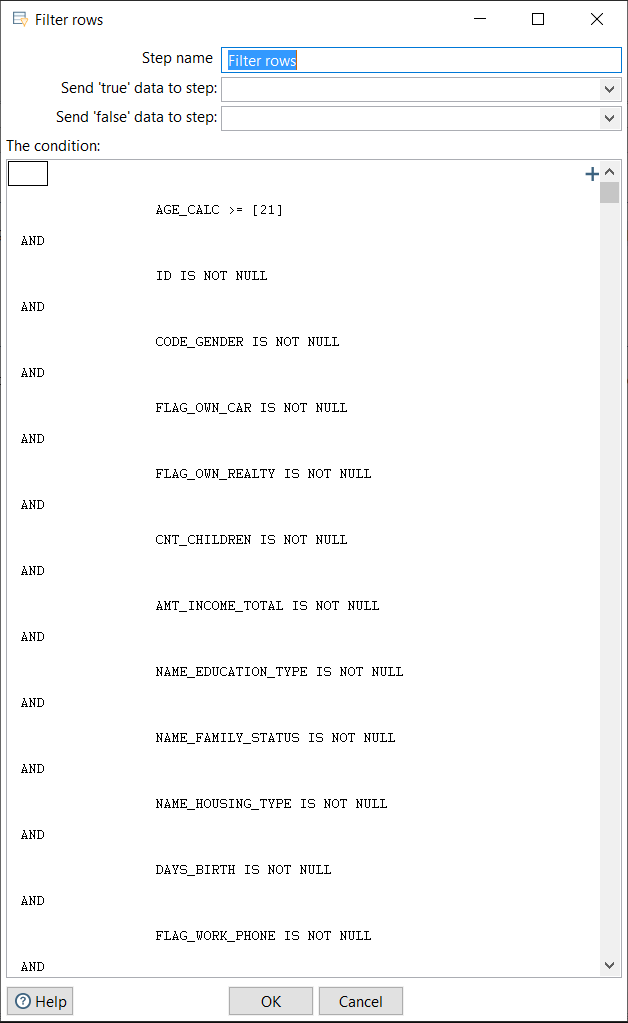 Filter rows
Step name Filter rows
Send 'true' data to step:
Send 'false' data to step:
The condition:
AGE_CALC >= [21]
AND
ID IS NOT NULL
AND
CODE_GENDER IS NOT NULL
AND
FLAG_OWN_CAR IS NOT NULL
AND
FLAG_OWN_REALTY IS NOT NULL
AND
CNT_CHILDREN IS NOT NULL
AND
AMT_INCOME_TOTAL IS NOT NULL
AND
NAME_EDUCATION_TYPE IS NOT NULL
AND
NAME_FAMILY_STATUS IS NOT NULL
AND
NAME_HOUSING_TYPE IS NOT NULL
AND
DAYS_BIRTH IS NOT NULL
AND
FLAG_WORK_PHONE IS NOT NULL
AND
Help OK Cancel